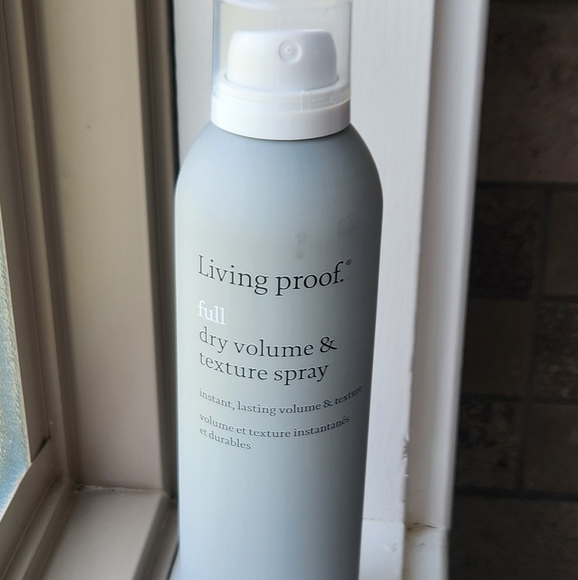 Living proof.®
full
dry volume &
texture spray
instant, lasting volume & texture
volume et texture instantanés
et durables